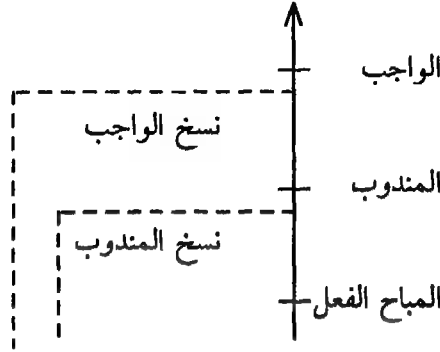 الواجب
نسخ الواجب
المندوب
نسخ المندوب
المباح الفعل